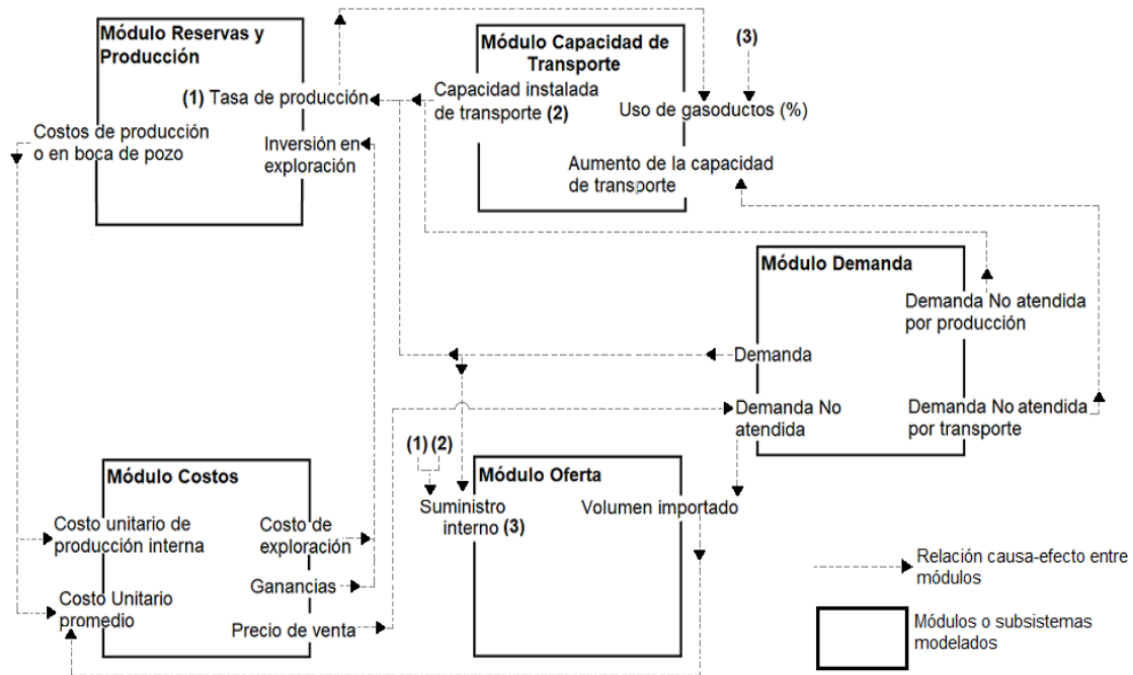 Módulo Reservas y
Producción
(1) Tasa de producción
Costos de producción
o en boca de pozo
Inversión en
exploración
Módulo Capacidad de
Transporte
Capacidad instalada
de transporte (2)
(3)
Uso de gasoductos (%)
Aumento de la capacidad
de transporte
Módulo Demanda
Demanda No atendida
por producción
Demanda
Demanda No
atendida
Demanda No atendida
por transporte
Módulo Costos
Costo unitario de
producción interna
Costo de
exploración
Ganancias
Costo Unitario
promedio
Precio de venta
(1) (2)
Módulo Oferta
Suministro
interno (3)
Volumen importado
Relación causa-efecto entre
módulos
Módulos o subsistemas
modelados